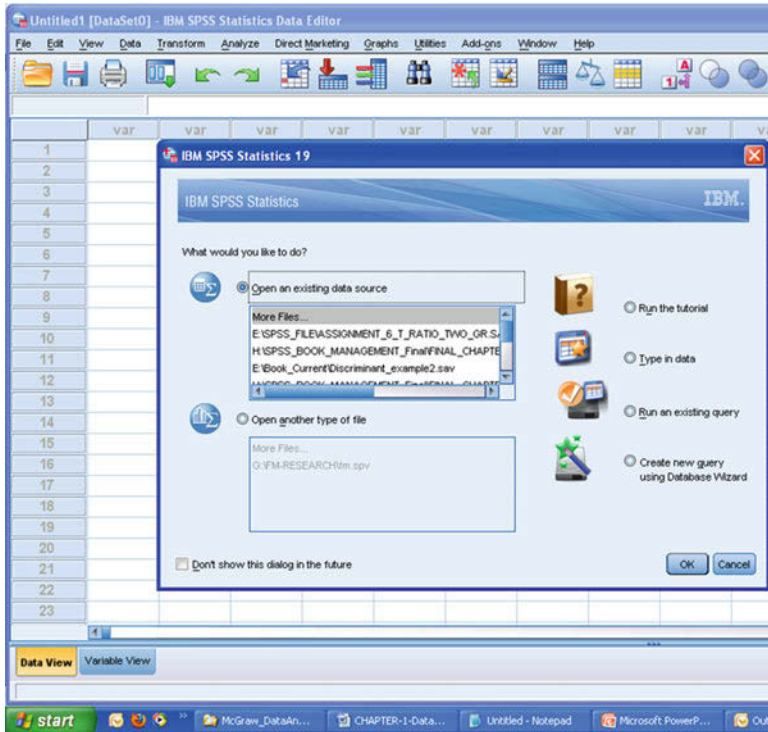 Untitled1 [DataSet0] - IBM SPSS Statistics Data Editor
File Edit View Data Transform Analyze Direct Marketing Graphs Utilities Add-ons Window Help
var var var var var var var var var
1
2
3
4
5
6
7
8
9
10
11
12
13
14
15
16
17
18
19
20
21
22
23
IBM SPSS Statistics 19
IBM SPSS Statistics
IBM.
What would you like to do?
Open an existing data source
More Files...
E:\SPSS_FILE\ASSIGNMENT_6_T_RATIO_TWO_GR.SA
H:\SPSS_BOOK_MANAGEMENT_Final\FINAL_CHAPTE
E:\Book_Current\Discriminant_example2.sav
Open another type of file
More Files...
G:\FM-RESEARCH\fm.spv
Run the tutorial
Type in data
Run an existing query
Create new query
using Database Wizard
Don't show this dialog in the future
OK Cancel
Data View Variable View
start McGraw_DataAn... CHAPTER-1-Data... Untitled - Notepad Microsoft PowerP... Out